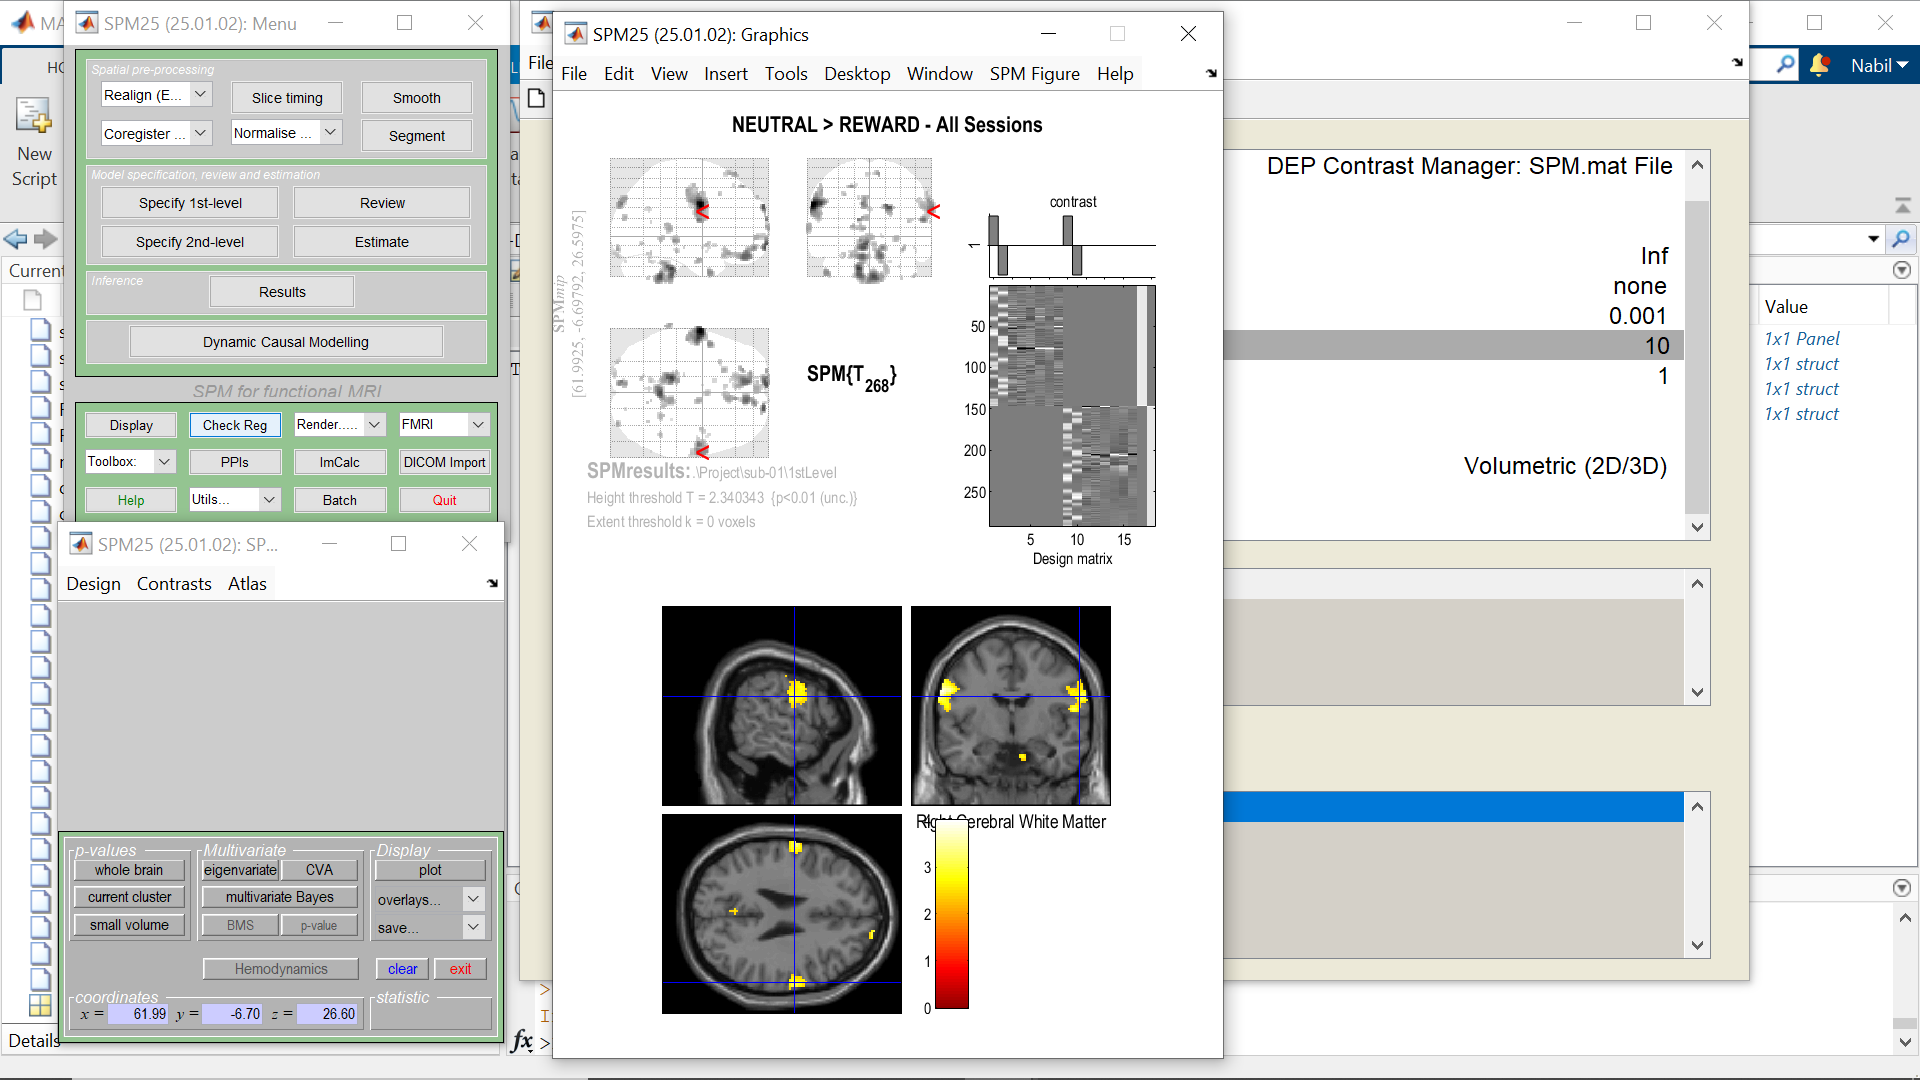 MA
SPM25 (25.01.02): Menu
HO
New
Script
Spatial pre-processing
Realign (E...
Slice timing
Smooth
Coregister ...
Normalise ...
Segment
Model specification, review and estimation
Specify 1st-level
Review
Specify 2nd-level
Estimate
Inference
Results
Dynamic Causal Modelling
SPM for functional MRI
Display
Check Reg
Render.....
FMRI
Toolbox:
PPIs
ImCalc
DICOM Import
Help
Utils...
Batch
Quit
Current
SPM25 (25.01.02): SP...
Design Contrasts Atlas
p-values
whole brain
current cluster
small volume
Multivariate
eigenvariate
CVA
multivariate Bayes
BMS
p-value
Display
plot
overlays...
save...
Hemodynamics
clear
exit
coordinates
x = 61.99 y = -6.70 z = 26.60
statistic
Details
File
SPM25 (25.01.02): Graphics
File Edit View Insert Tools Desktop Window SPM Figure Help
NEUTRAL > REWARD - All Sessions
SPMmip
[61.9925, -6.69792, 26.5975]
<
<
<
SPM{T268}
SPMresults: .\Project\sub-01\1stLevel
Height threshold T = 2.340343 {p<0.01 (unc.)}
Extent threshold k = 0 voxels
contrast
1
50
100
150
200
250
5 10 15
Design matrix
Right Cerebral White Matter
4
3
2
1
0
fx >
DEP Contrast Manager: SPM.mat File
Inf
none
0.001
10
1
Volumetric (2D/3D)
Nabil
Value
1x1 Panel
1x1 struct
1x1 struct
1x1 struct